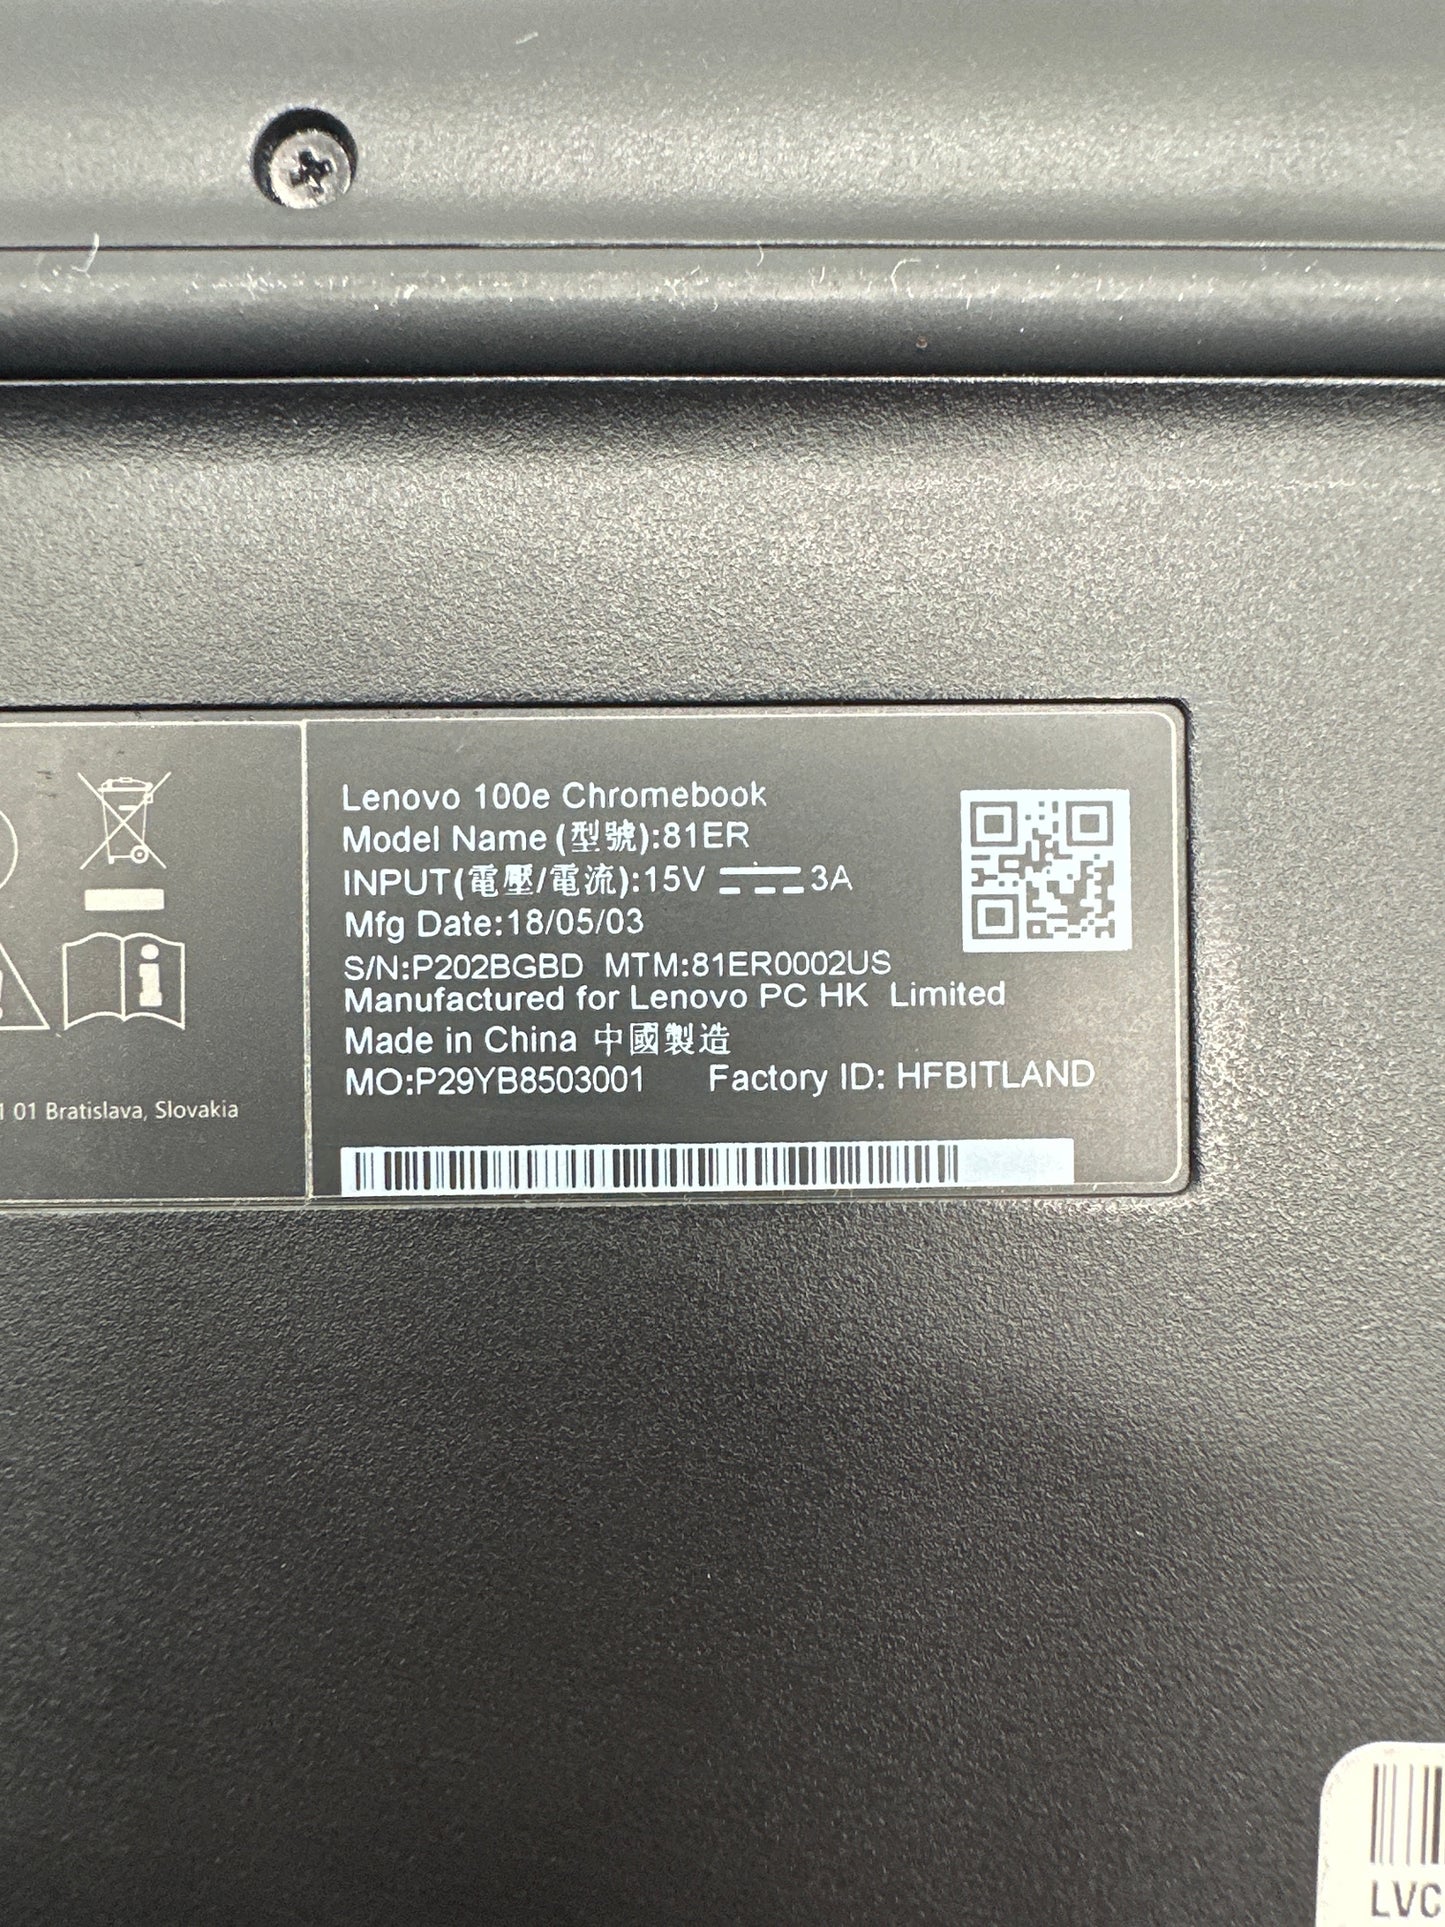 Lenovo 100e Chromebook
Model Name (型號):81ER
INPUT(電壓/電流):15V ⎓ 3A
Mfg Date:18/05/03
S/N:P202BGBD MTM:81ER0002US
Manufactured for Lenovo PC HK Limited
Made in China 中國製造
MO:P29YB8503001 Factory ID: HFBITLAND
1 01 Bratislava, Slovakia
LVC